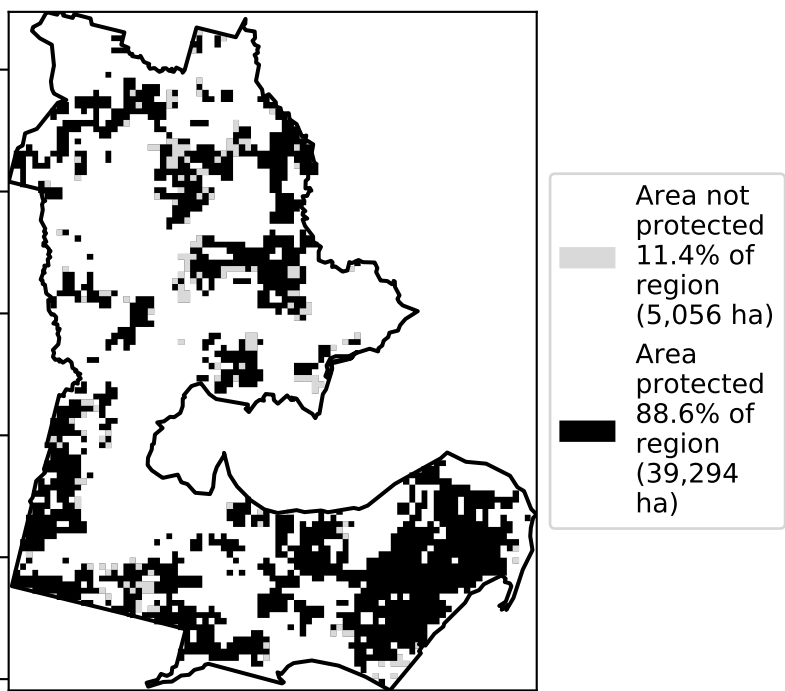 Area not
protected
11.4% of
region
(5,056 ha)
Area
protected
88.6% of
region
(39,294
ha)